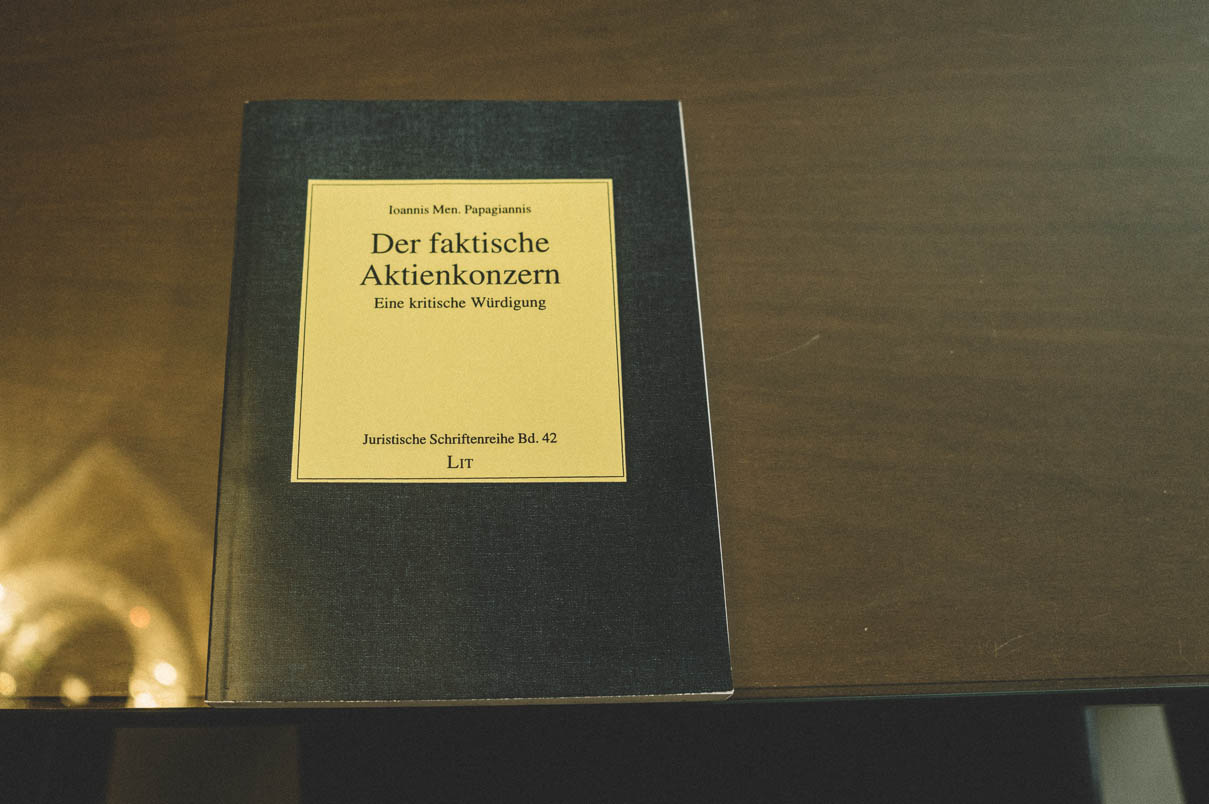 Ioannis Men. Papagiannis
Der faktische
Aktienkonzern
Eine kritische Würdigung
Juristische Schriftenreihe Bd. 42
LIT